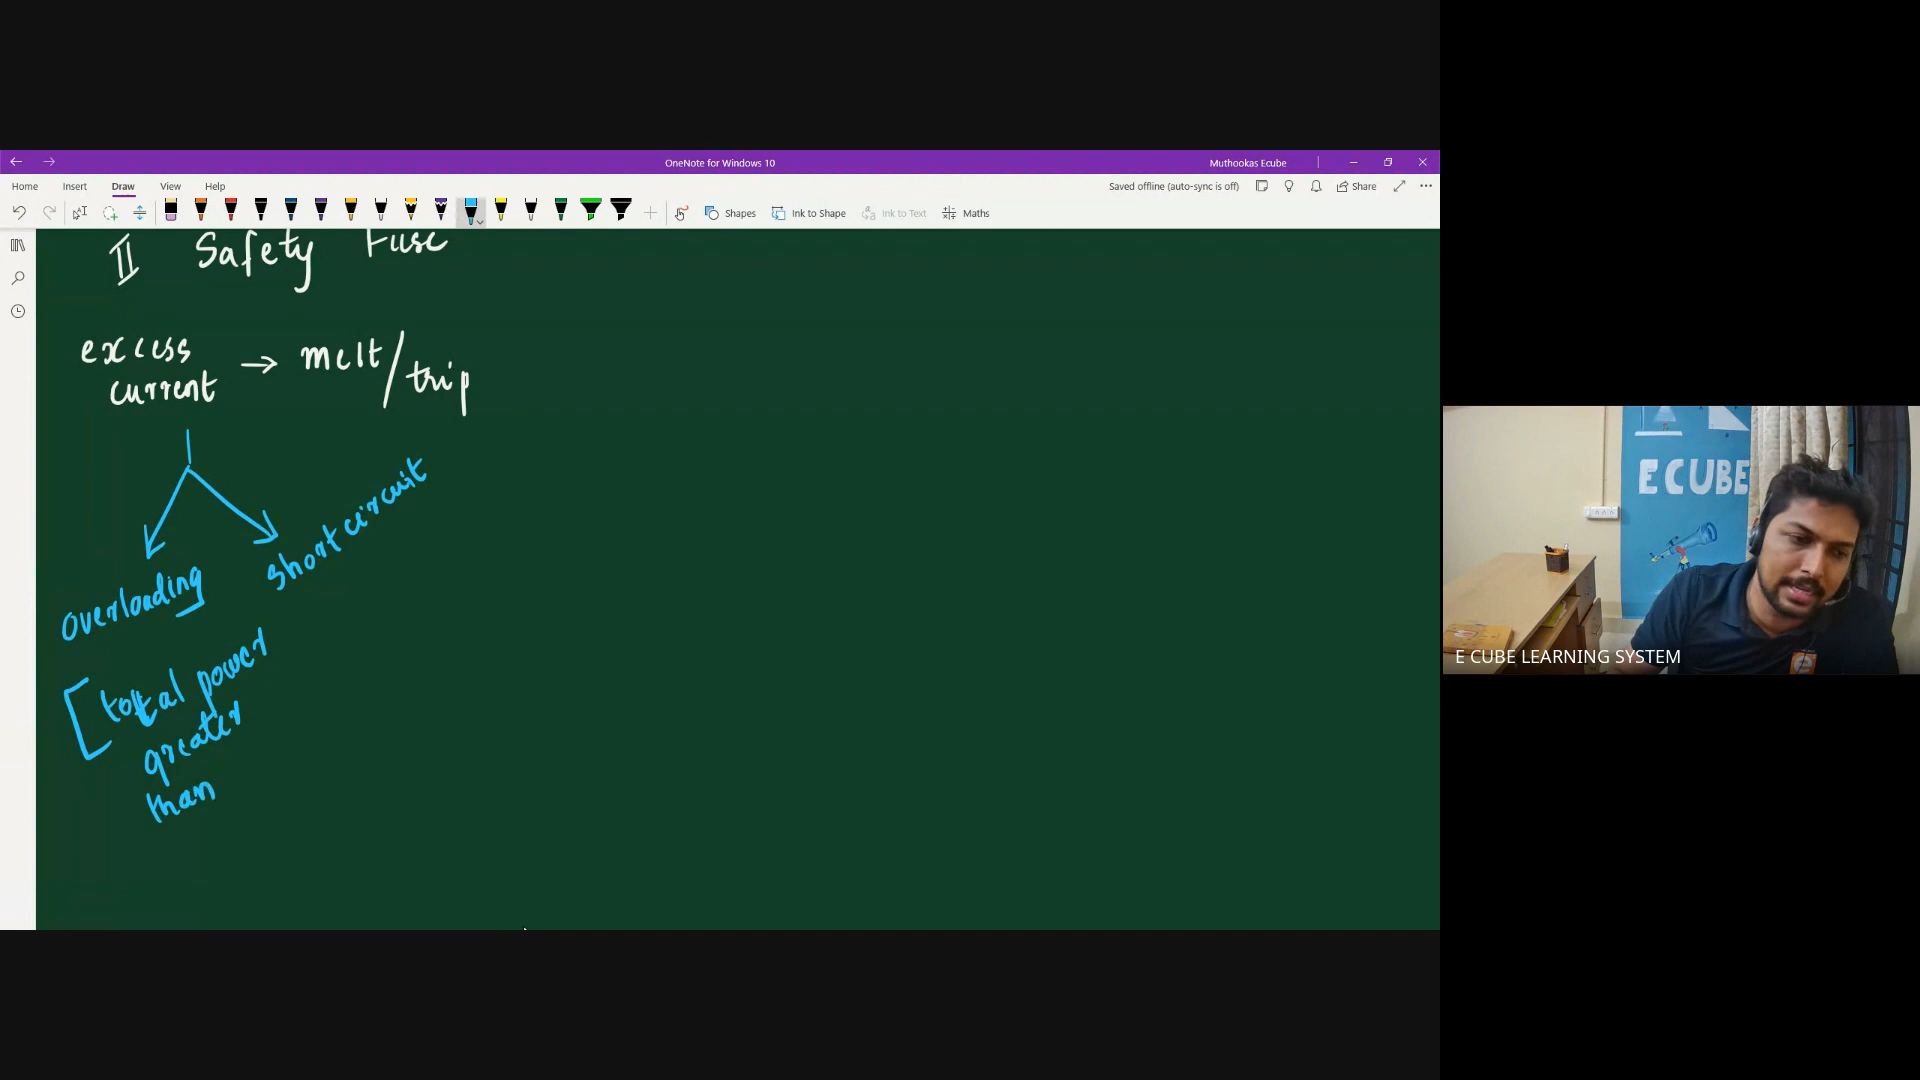 OneNote for Windows 10
Muthookas Ecube
Home Insert Draw View Help
Saved offline (auto-sync is off)
Share
Shapes
Ink to Shape
Ink to Text
Maths
II Safety Fuse
excess current → melt/trip
overloading
short circuit
[total power
greater
than
E CUBE
E CUBE LEARNING SYSTEM